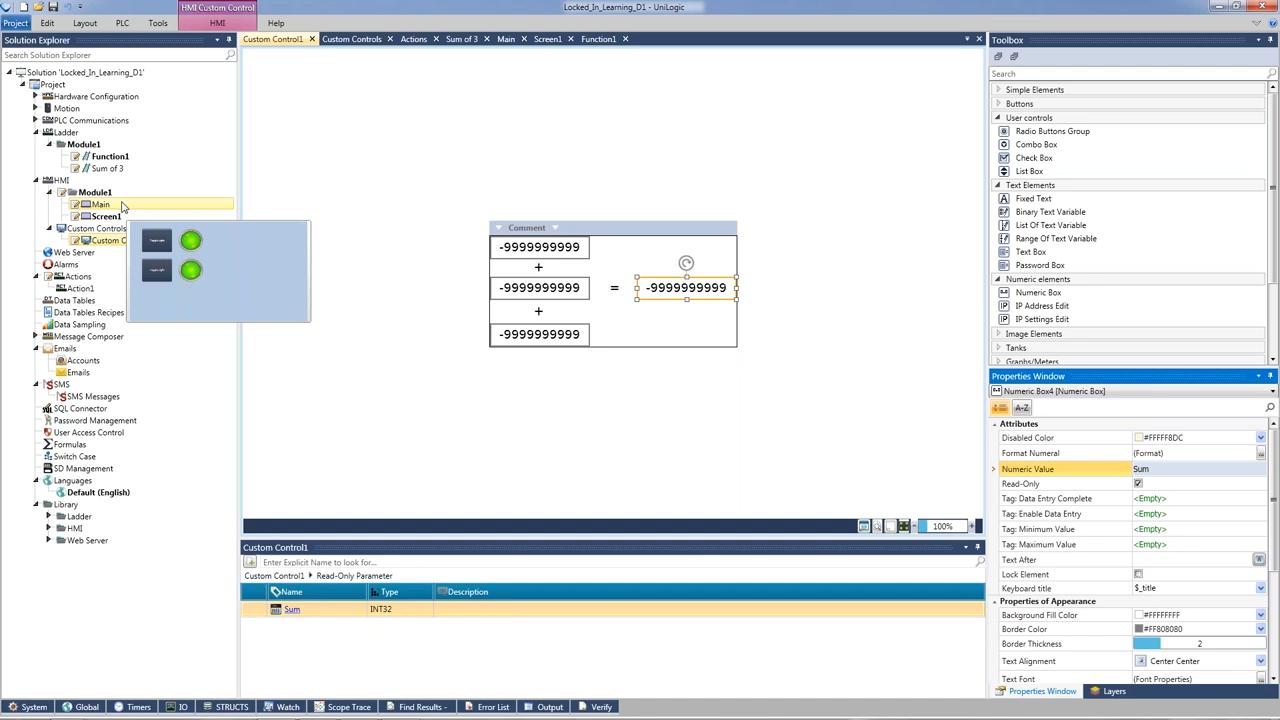 HMI Custom Control
Locked_In_Learning_D1 - UniLogic
Project
Edit
Layout
PLC
Tools
HMI
Help
Solution Explorer
Search Solution Explorer
Solution 'Locked_In_Learning_D1'
Project
Hardware Configuration
Motion
PLC Communications
Ladder
Module1
Function1
Sum of 3
HMI
Module1
Main
Screen1
Custom Controls
Custom C
Web Server
Alarms
Actions
Action1
Data Tables
Data Tables Recipes
Data Sampling
Message Composer
Emails
Accounts
Emails
SMS
SMS Messages
SQL Connector
Password Management
User Access Control
Formulas
Switch Case
SD Management
Languages
Default (English)
Library
Ladder
HMI
Web Server
Custom Control1
Custom Controls
Actions
Sum of 3
Main
Screen1
Function1
Comment
-9999999999
+
-9999999999 = -9999999999
+
-9999999999
100%
Custom Control1
Enter Explicit Name to look for...
Custom Control1 Read-Only Parameter
Name Type Description
Sum INT32
Toolbox
Search
Simple Elements
Buttons
User controls
Radio Buttons Group
Combo Box
Check Box
List Box
Text Elements
Fixed Text
Binary Text Variable
List Of Text Variable
Range Of Text Variable
Text Box
Password Box
Numeric elements
Numeric Box
IP Address Edit
IP Settings Edit
Image Elements
Tanks
Graphs/Meters
Properties Window
Numeric Box4 [Numeric Box]
A-Z
Attributes
Disabled Color #FFFFF8DC
Format Numeral (Format)
Numeric Value Sum
Read-Only
Tag: Data Entry Complete <Empty>
Tag: Enable Data Entry <Empty>
Tag: Minimum Value <Empty>
Tag: Maximum Value <Empty>
Text After
Lock Element
Keyboard title $_title
Properties of Appearance
Background Fill Color #FFFFFFFF
Border Color #FF808080
Border Thickness 2
Text Alignment Center Center
Text Font (Font Properties)
Properties Window
Layers
System
Global
Timers
IO
STRUCTS
Watch
Scope Trace
Find Results -
Error List
Output
Verify